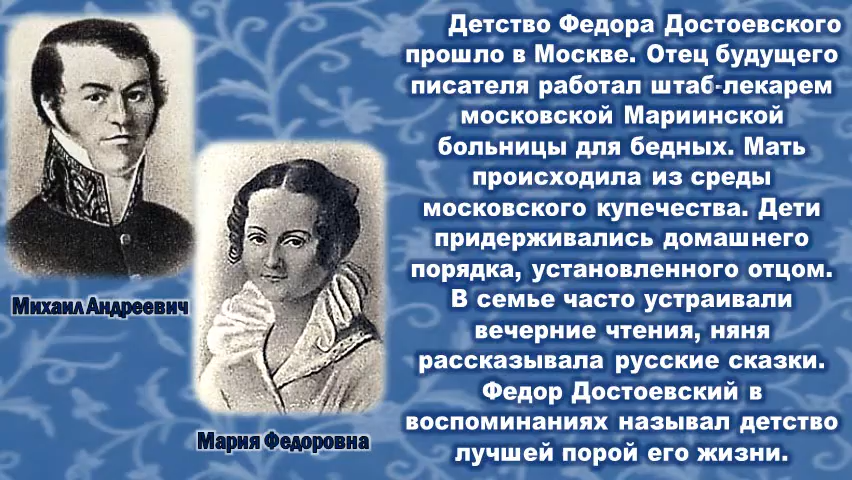 Детство Федора Достоевского
прошло в Москве. Отец будущего
писателя работал штаб-лекарем
московской Мариинской
больницы для бедных. Мать
происходила из среды
московского купечества. Дети
придерживались домашнего
порядка, установленного отцом.
В семье часто устраивали
вечерние чтения, няня
рассказывала русские сказки.
Федор Достоевский в
воспоминаниях называл детство
лучшей порой его жизни.
Михаил Андреевич
Мария Федоровна